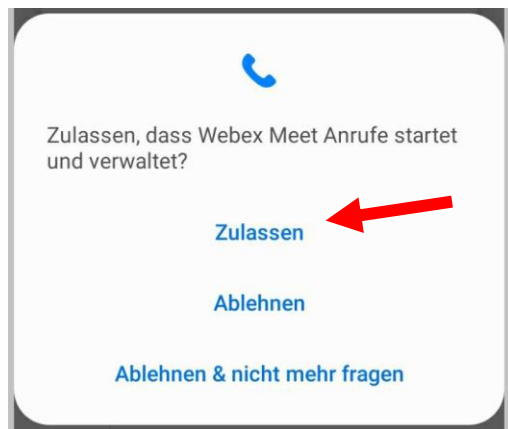 Zulassen, dass Webex Meet Anrufe startet
und verwaltet?
Zulassen
Ablehnen
Ablehnen & nicht mehr fragen